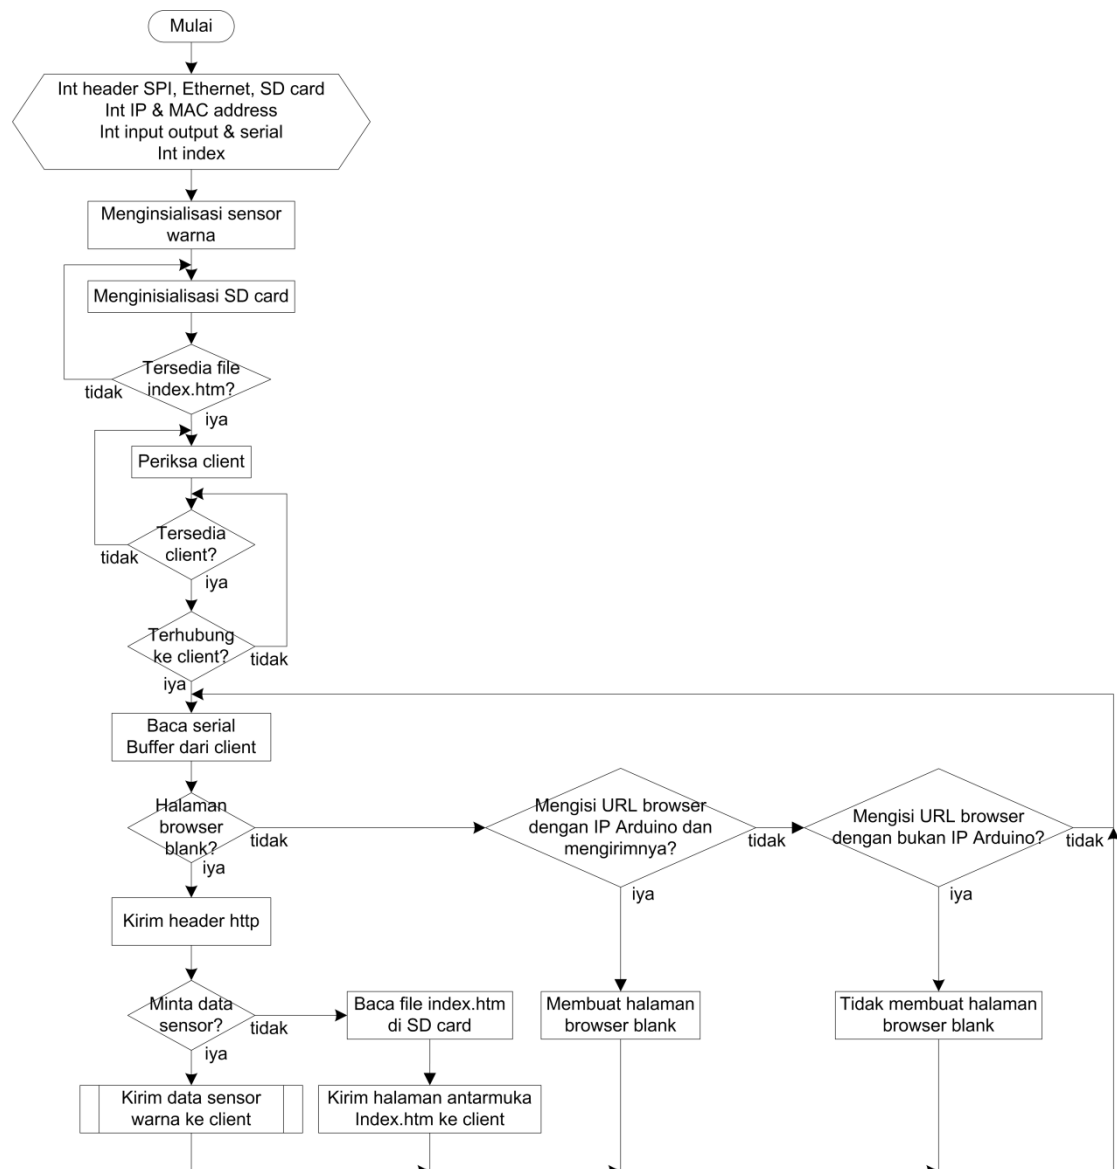 Mulai
Int header SPI, Ethernet, SD card
Int IP & MAC address
Int input output & serial
Int index
Menginsialisasi sensor
warna
Menginisialisasi SD card
Tersedia file
index.htm?
tidak
iya
Periksa client
Tersedia
client?
tidak
iya
Terhubung
ke client?
tidak
iya
Baca serial
Buffer dari client
Halaman
browser
blank?
tidak
iya
Mengisi URL browser
dengan IP Arduino dan
mengirimnya?
tidak
iya
Mengisi URL browser
dengan bukan IP Arduino?
tidak
iya
Kirim header http
Minta data
sensor?
tidak
iya
Baca file index.htm
di SD card
Membuat halaman
browser blank
Tidak membuat halaman
browser blank
Kirim data sensor
warna ke client
Kirim halaman antarmuka
Index.htm ke client